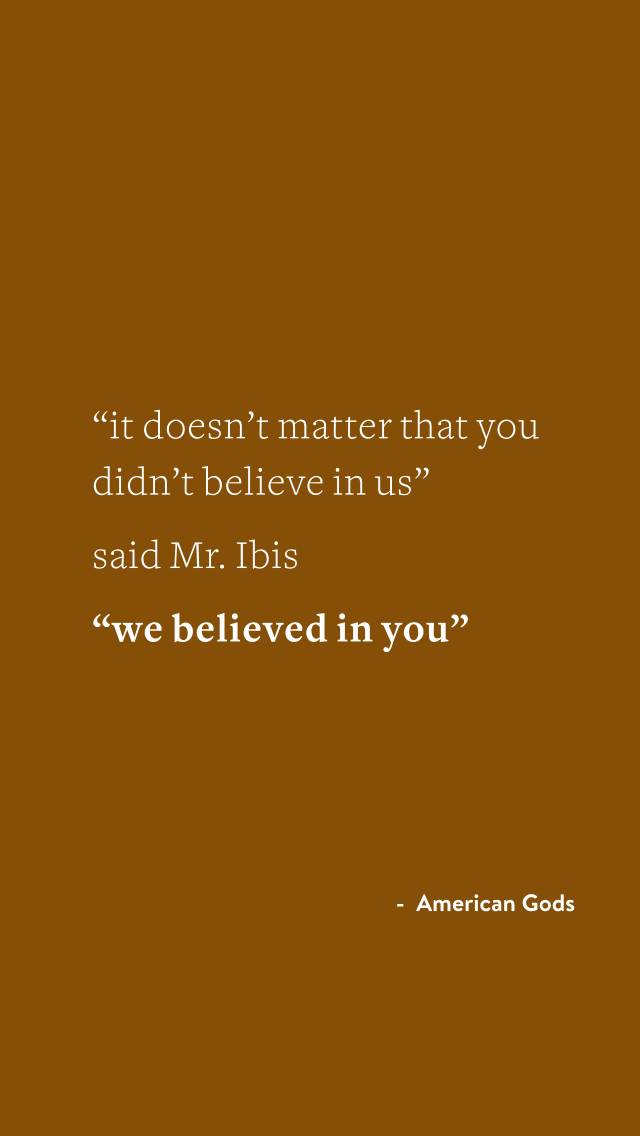 “it doesn’t matter that you
didn’t believe in us”
said Mr. Ibis
“we believed in you”
- American Gods